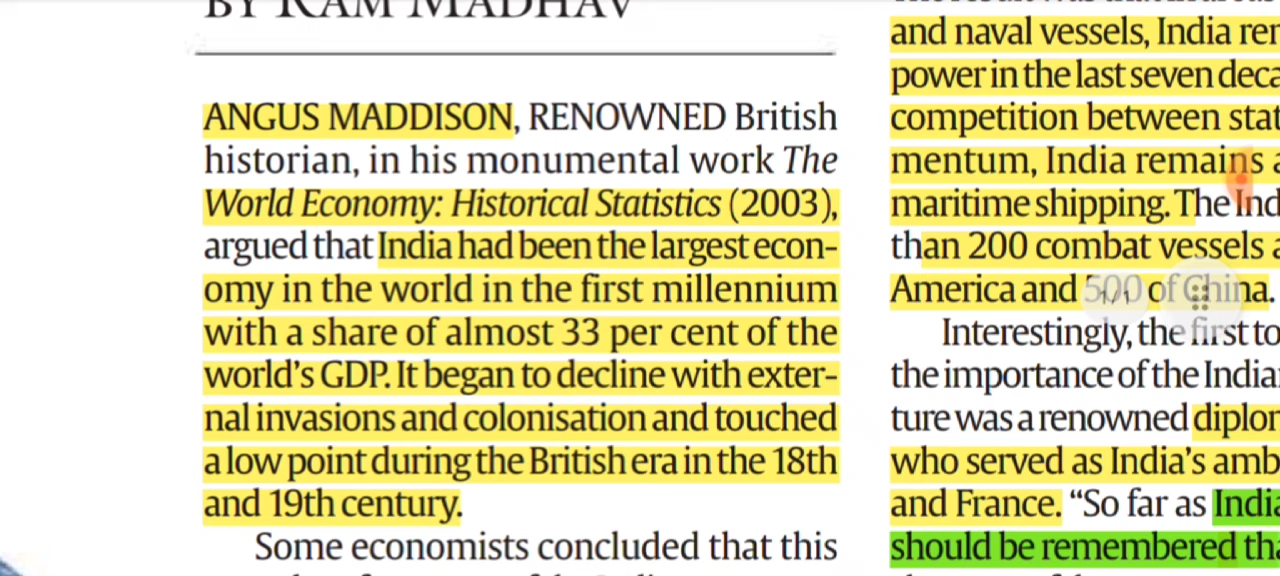 BY RAM MADHAV
ANGUS MADDISON, RENOWNED British
historian, in his monumental work The
World Economy: Historical Statistics (2003),
argued that India had been the largest econ-
omy in the world in the first millennium
with a share of almost 33 per cent of the
world's GDP. It began to decline with exter-
nal invasions and colonisation and touched
a low point during the British era in the 18th
and 19th century.
Some economists concluded that this
and naval vessels, India
power in the last seven
competition between
mentum, India remains
maritime shipping. The
than 200 combat vessels
America and 500 of China.
Interestingly, the first to
the importance of the
ture was a renowned
who served as India's
and France. "So far as
should be remembered